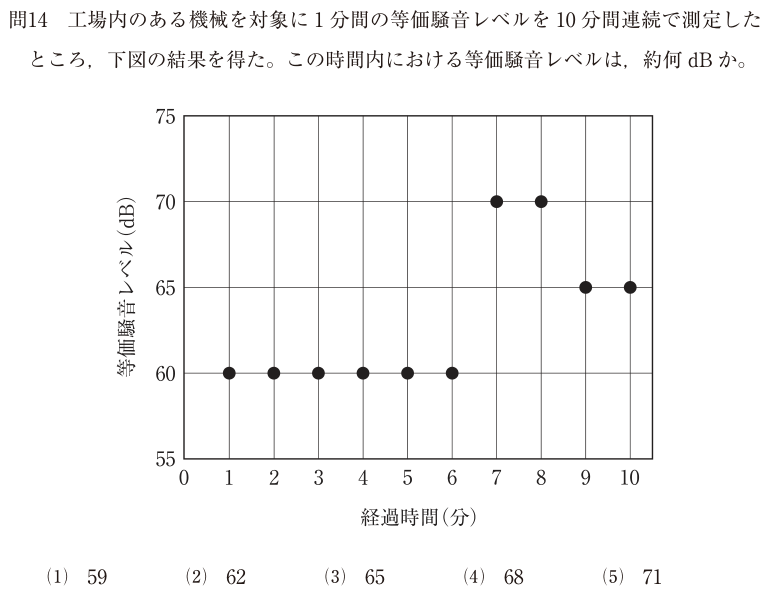 問14 工場内のある機械を対象に1分間の等価騒音レベルを10分間連続で測定した
ところ，下図の結果を得た。この時間内における等価騒音レベルは，約何 dB か。
75
70
65
60
55
等価騒音レベル(dB)
0 1 2 3 4 5 6 7 8 9 10
経過時間(分)
(1) 59 (2) 62 (3) 65 (4) 68 (5) 71